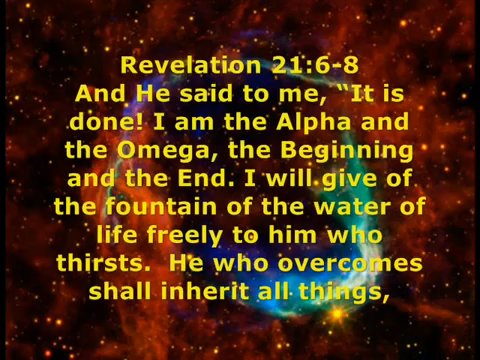 Revelation 21:6-8
And He said to me, “It is
done! I am the Alpha and
the Omega, the Beginning
and the End. I will give of
the fountain of the water of
life freely to him who
thirsts.  He who overcomes
shall inherit all things,